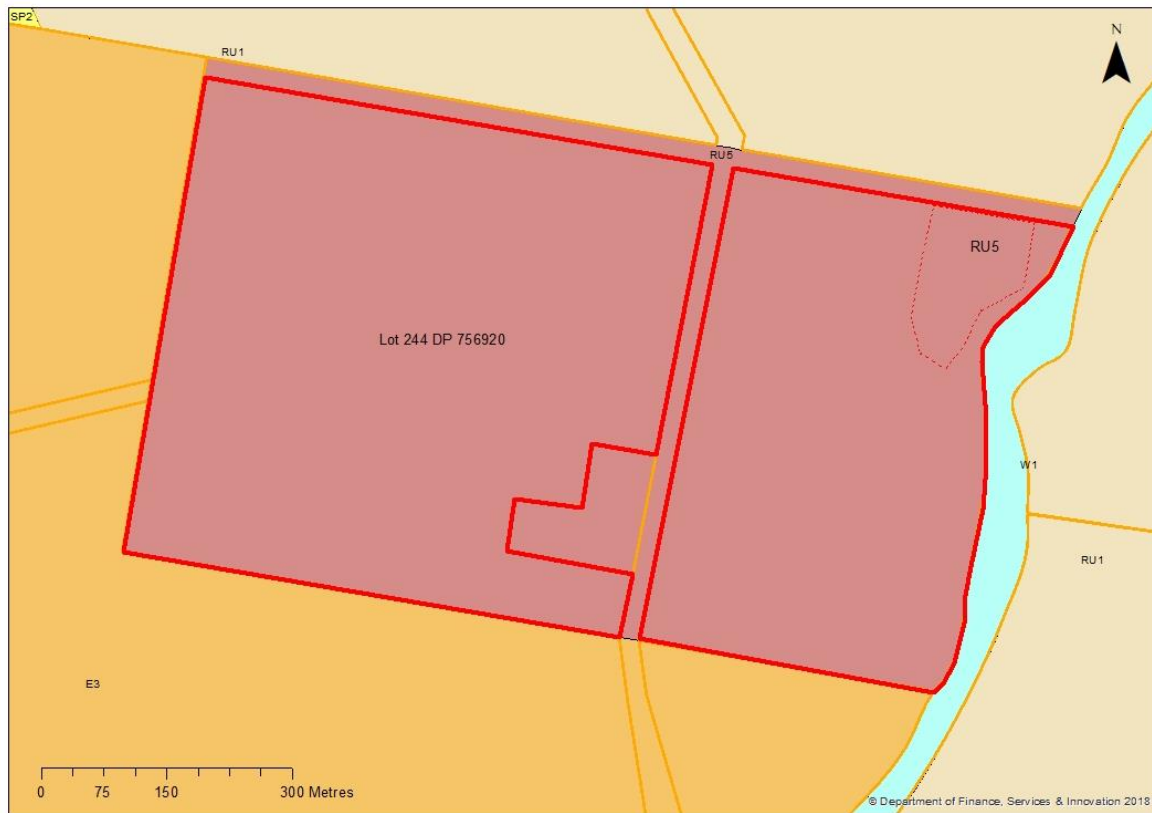 SP2
RU1
N
RU5
RU5
Lot 244 DP 756920
W1
RU1
E3
0 75 150 300 Metres
© Department of Finance, Services & Innovation 2018